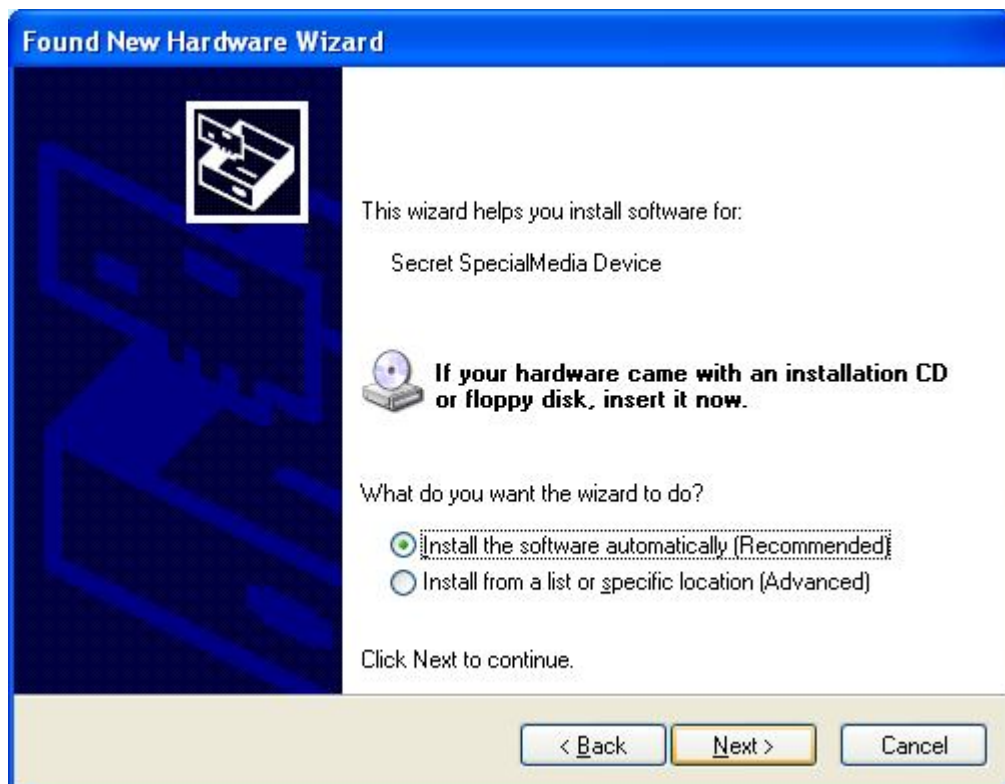 Found New Hardware Wizard
This wizard helps you install software for:
Secret SpecialMedia Device
If your hardware came with an installation CD
or floppy disk, insert it now.
What do you want the wizard to do?
Install the software automatically (Recommended)
Install from a list or specific location (Advanced)
Click Next to continue.
< Back Next > Cancel